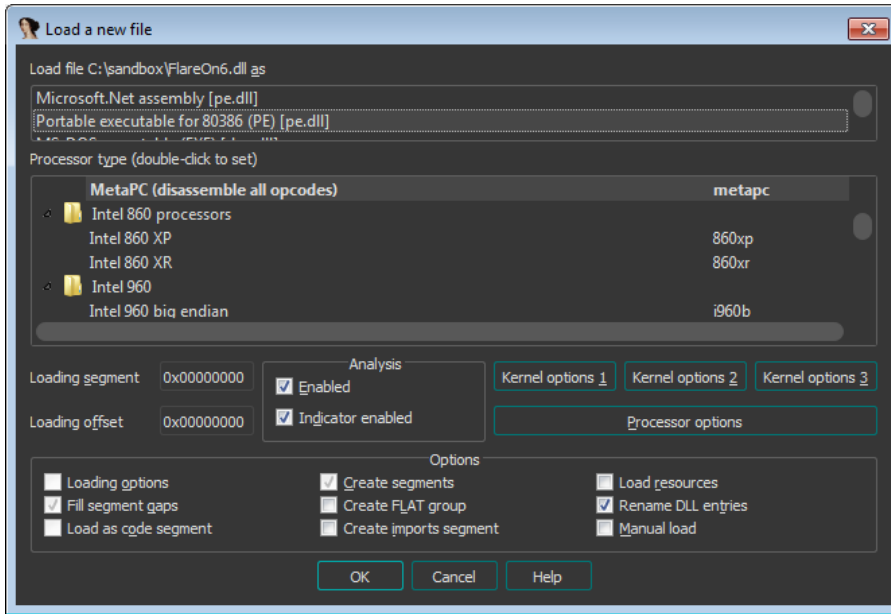 Load a new file
Load file C:\sandbox\FlareOn6.dll as
Microsoft.Net assembly [pe.dll]
Portable executable for 80386 (PE) [pe.dll]
Processor type (double-click to set)
MetaPC (disassemble all opcodes) metapc
Intel 860 processors
Intel 860 XP 860xp
Intel 860 XR 860xr
Intel 960
Intel 960 big endian i960b
Loading segment 0x00000000
Loading offset 0x00000000
Analysis
Enabled
Indicator enabled
Kernel options 1 Kernel options 2 Kernel options 3
Processor options
Options
Loading options Create segments Load resources
Fill segment gaps Create FLAT group Rename DLL entries
Load as code segment Create imports segment Manual load
OK Cancel Help